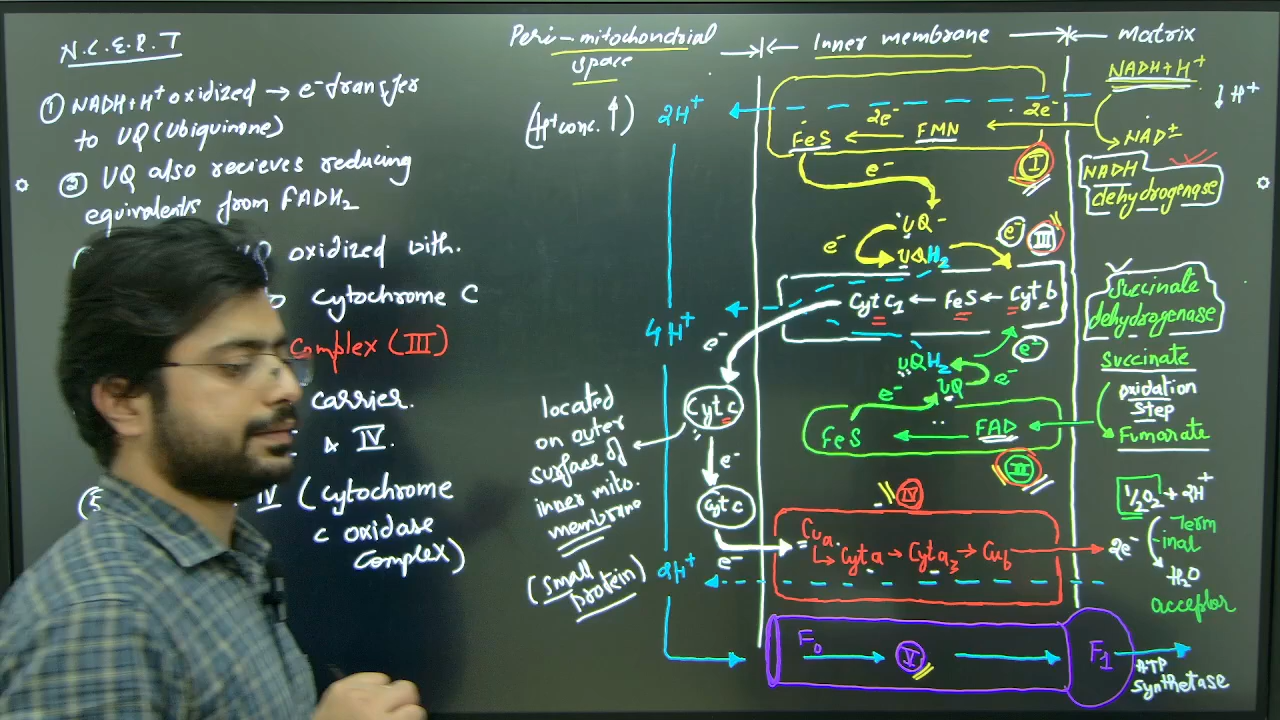 N.C.E.R.T
① NADH+H⁺ oxidized → e⁻ transfer
to UQ (Ubiquinone)
② UQ also recieves reducing
equivalents from FADH₂
oxidized with.
Cytochrome C
Complex (III)
carrier.
& IV.
(5
IV (Cytochrome
c oxidase
Complex)
Peri-mitochondrial
space
Inner membrane
matrix
(H⁺ conc. ↑)
2H⁺
NADH+H⁺
↓ H⁺
2e⁻
2e⁻
FeS ← FMN
NAD⁺
I
NADH
dehydrogenase
e⁻
UQ
e⁻
UQH₂
e⁻
III
Cyt C₁ ← FeS ← Cyt b
4H⁺
e⁻
Succinate
dehydrogenase
e⁻
UQH₂
UQ
e⁻
e⁻
succinate
oxidation
step
Fumarate
FeS ← FAD
II
Cyt c
located
on outer
surface of
inner mito.
membrane
(small
protein)
e⁻
Cyt c
e⁻
IV
Cuₐ
↳ Cyt a → Cyt a₃ → Cu_b
2e⁻
½O₂ + 2H⁺
Term
inal
H₂O
acceptor
2H⁺
F₀
V
F₁
ATP
synthetase